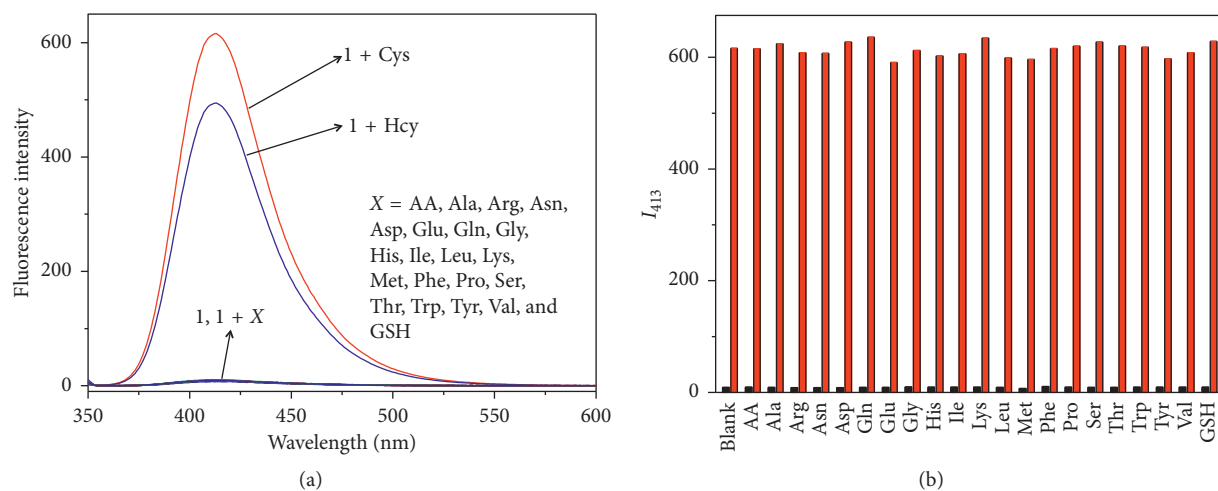 600
400
200
0
Fluorescence intensity
1 + Cys
1 + Hcy
X = AA, Ala, Arg, Asn,
Asp, Glu, Gln, Gly,
His, Ile, Leu, Lys,
Met, Phe, Pro, Ser,
Thr, Trp, Tyr, Val, and
GSH
1, 1 + X
350 400 450 500 550 600
Wavelength (nm)
(a)
600
400
200
0
I413
Blank AA Ala Arg Asn Asp Gln Glu Gly His Ile Lys Leu Met Phe Pro Ser Thr Trp Tyr Val GSH
(b)